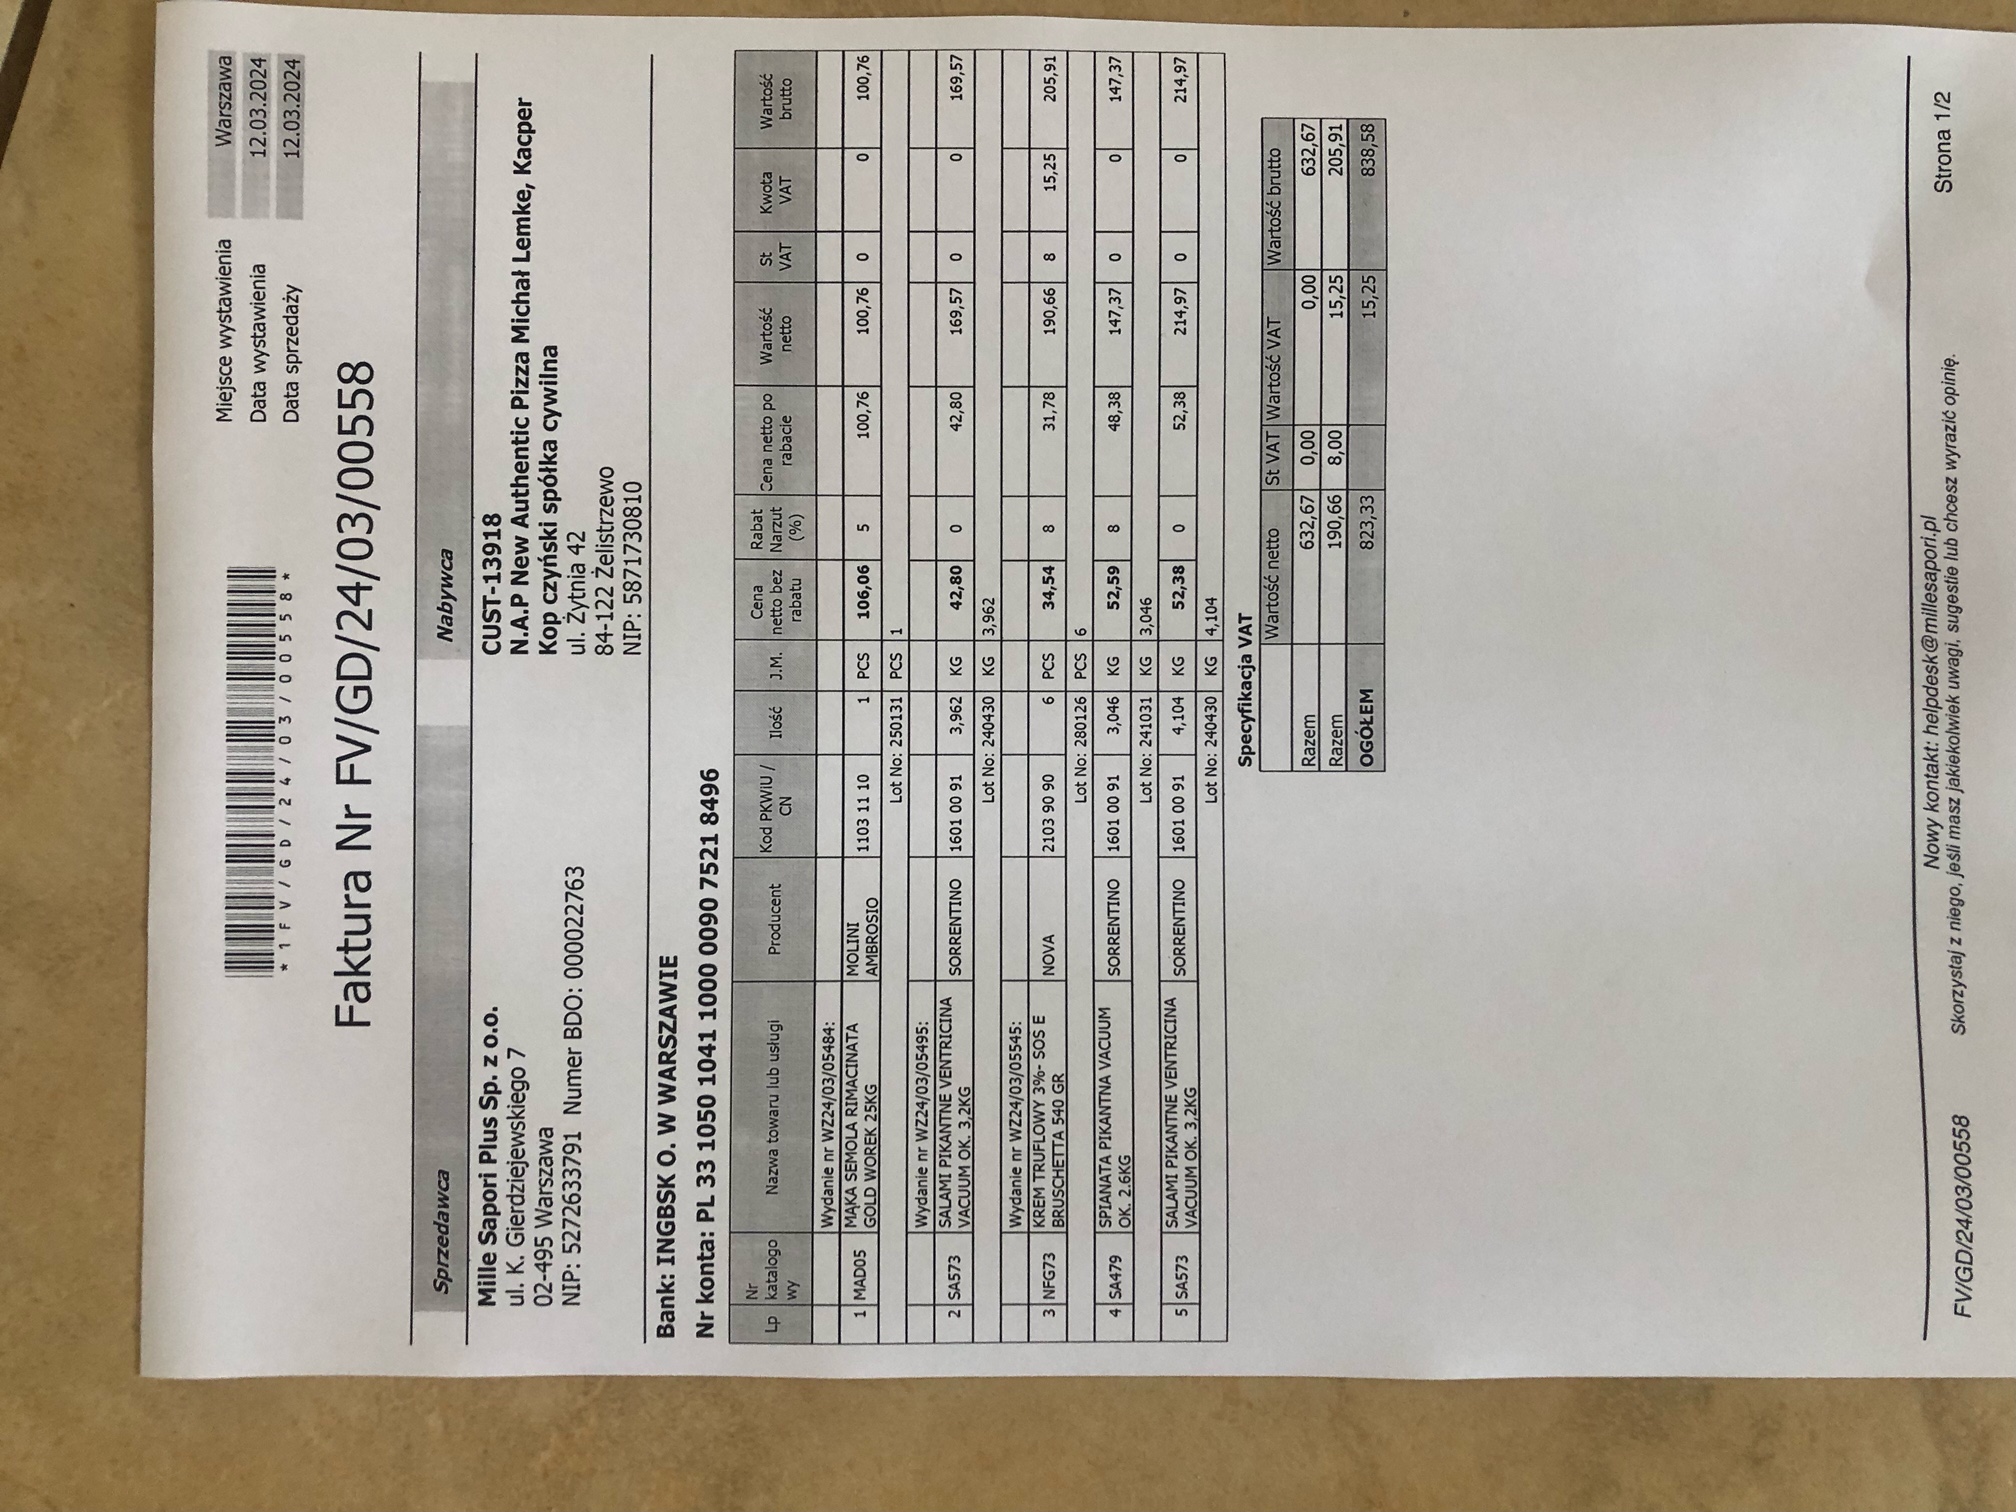 Miejsce wystawienia Warszawa
Data wystawienia 12.03.2024
Data sprzedaży 12.03.2024
*1FV/GD/24/03/00558*
Faktura Nr FV/GD/24/03/00558
Sprzedawca Nabywca
Mille Sapori Plus Sp. z o.o.
ul. K. Gierdziejewskiego 7
02-495 Warszawa
NIP: 5272633791 Numer BDO: 000022763
CUST-13918
N.A.P New Authentic Pizza Michał Lemke, Kacper
Kop czyński spółka cywilna
ul. Żytnia 42
84-122 Żelistrzewo
NIP: 5871730810
Bank: INGBSK O. W WARSZAWIE
Nr konta: PL 33 1050 1041 1000 0090 7521 8496
Lp Nr katalogo wy Nazwa towaru lub usługi Producent Kod PKWIU / CN Ilość J.M. Cena netto bez rabatu Rabat Narzut (%) Cena netto po rabacie Wartość netto St VAT Kwota VAT Wartość brutto
Wydanie nr WZ24/03/05484:
1 MAD05 MĄKA SEMOLA RIMACINATA GOLD WOREK 25KG MOLINI AMBROSIO 1103 11 10 1 PCS 106,06 5 100,76 100,76 0 0 100,76
Lot No: 250131 PCS 1
Wydanie nr WZ24/03/05495:
2 SA573 SALAMI PIKANTNE VENTRICINA VACUUM OK. 3,2KG SORRENTINO 1601 00 91 3,962 KG 42,80 0 42,80 169,57 0 0 169,57
Lot No: 240430 KG 3,962
Wydanie nr WZ24/03/05545:
3 NFG73 KREM TRUFLOWY 3%- SOS E BRUSCHETTA 540 GR NOVA 2103 90 90 6 PCS 34,54 8 31,78 190,66 8 15,25 205,91
Lot No: 280126 PCS 6
4 SA479 SPIANATA PIKANTNA VACUUM OK. 2.6KG SORRENTINO 1601 00 91 3,046 KG 52,59 8 48,38 147,37 0 0 147,37
Lot No: 241031 KG 3,046
5 SA573 SALAMI PIKANTNE VENTRICINA VACUUM OK. 3,2KG SORRENTINO 1601 00 91 4,104 KG 52,38 0 52,38 214,97 0 0 214,97
Lot No: 240430 KG 4,104
Specyfikacja VAT
Wartość netto St VAT Wartość VAT Wartość brutto
Razem 632,67 0,00 0,00 632,67
Razem 190,66 8,00 15,25 205,91
OGÓŁEM 823,33 15,25 838,58
Nowy kontakt: helpdesk@millesapori.pl
Skorzystaj z niego, jeśli masz jakiekolwiek uwagi, sugestie lub chcesz wyrazić opinię.
FV/GD/24/03/00558 Strona 1/2